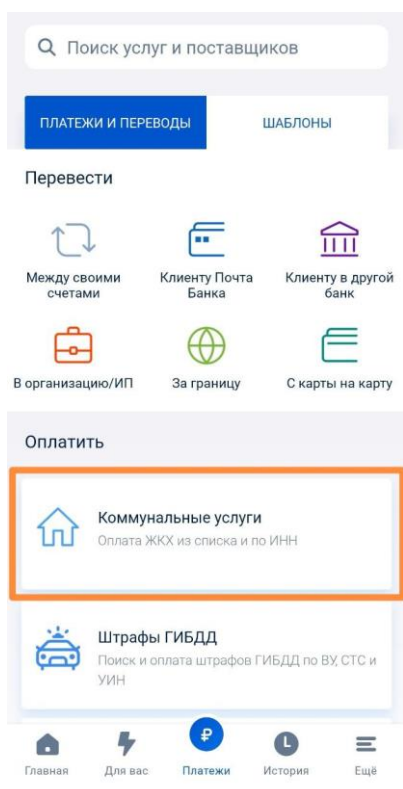 Поиск услуг и поставщиков
ПЛАТЕЖИ И ПЕРЕВОДЫ ШАБЛОНЫ
Перевести
Между своими счетами
Клиенту Почта Банка
Клиенту в другой банк
В организацию/ИП
За границу
С карты на карту
Оплатить
Коммунальные услуги
Оплата ЖКХ из списка и по ИНН
Штрафы ГИБДД
Поиск и оплата штрафов ГИБДД по ВУ, СТС и
УИН
₽
Главная Для вас Платежи История Ещё